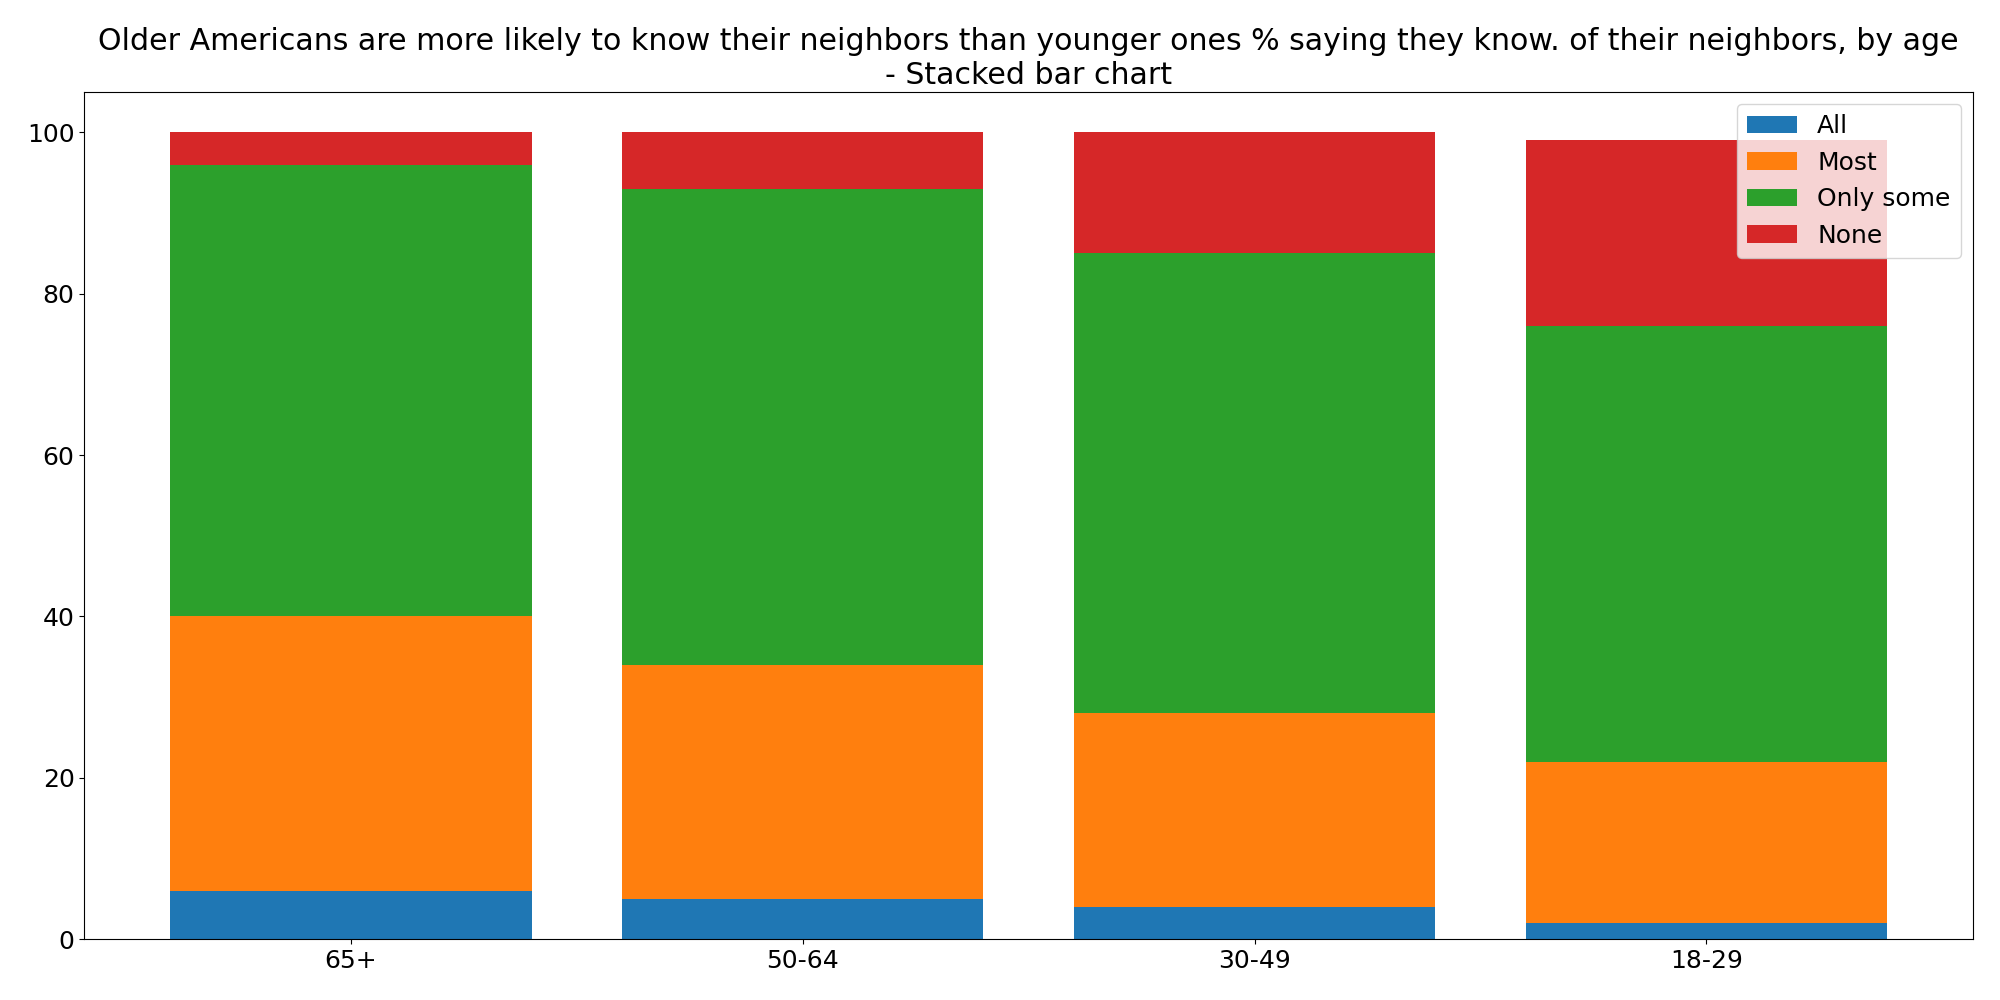 Older Americans are more likely to know their neighbors than younger ones % saying they know. of their neighbors, by age
- Stacked bar chart
100
80
60
40
20
0
All
Most
Only some
None
65+
50-64
30-49
18-29